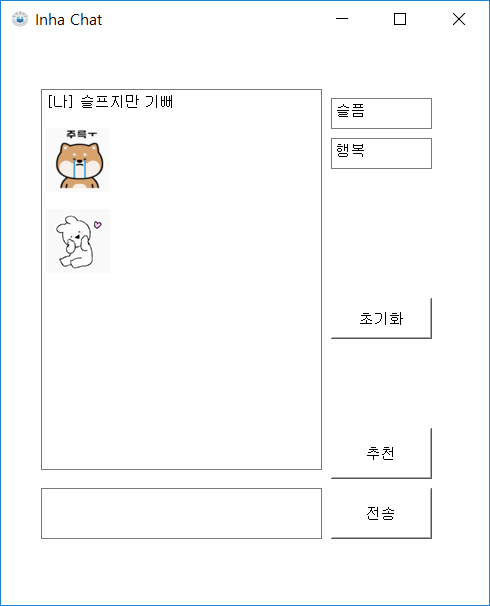 Inha Chat
[나] 슬프지만 기뻐
주륵ㅜ
슬픔
행복
초기화
추천
전송